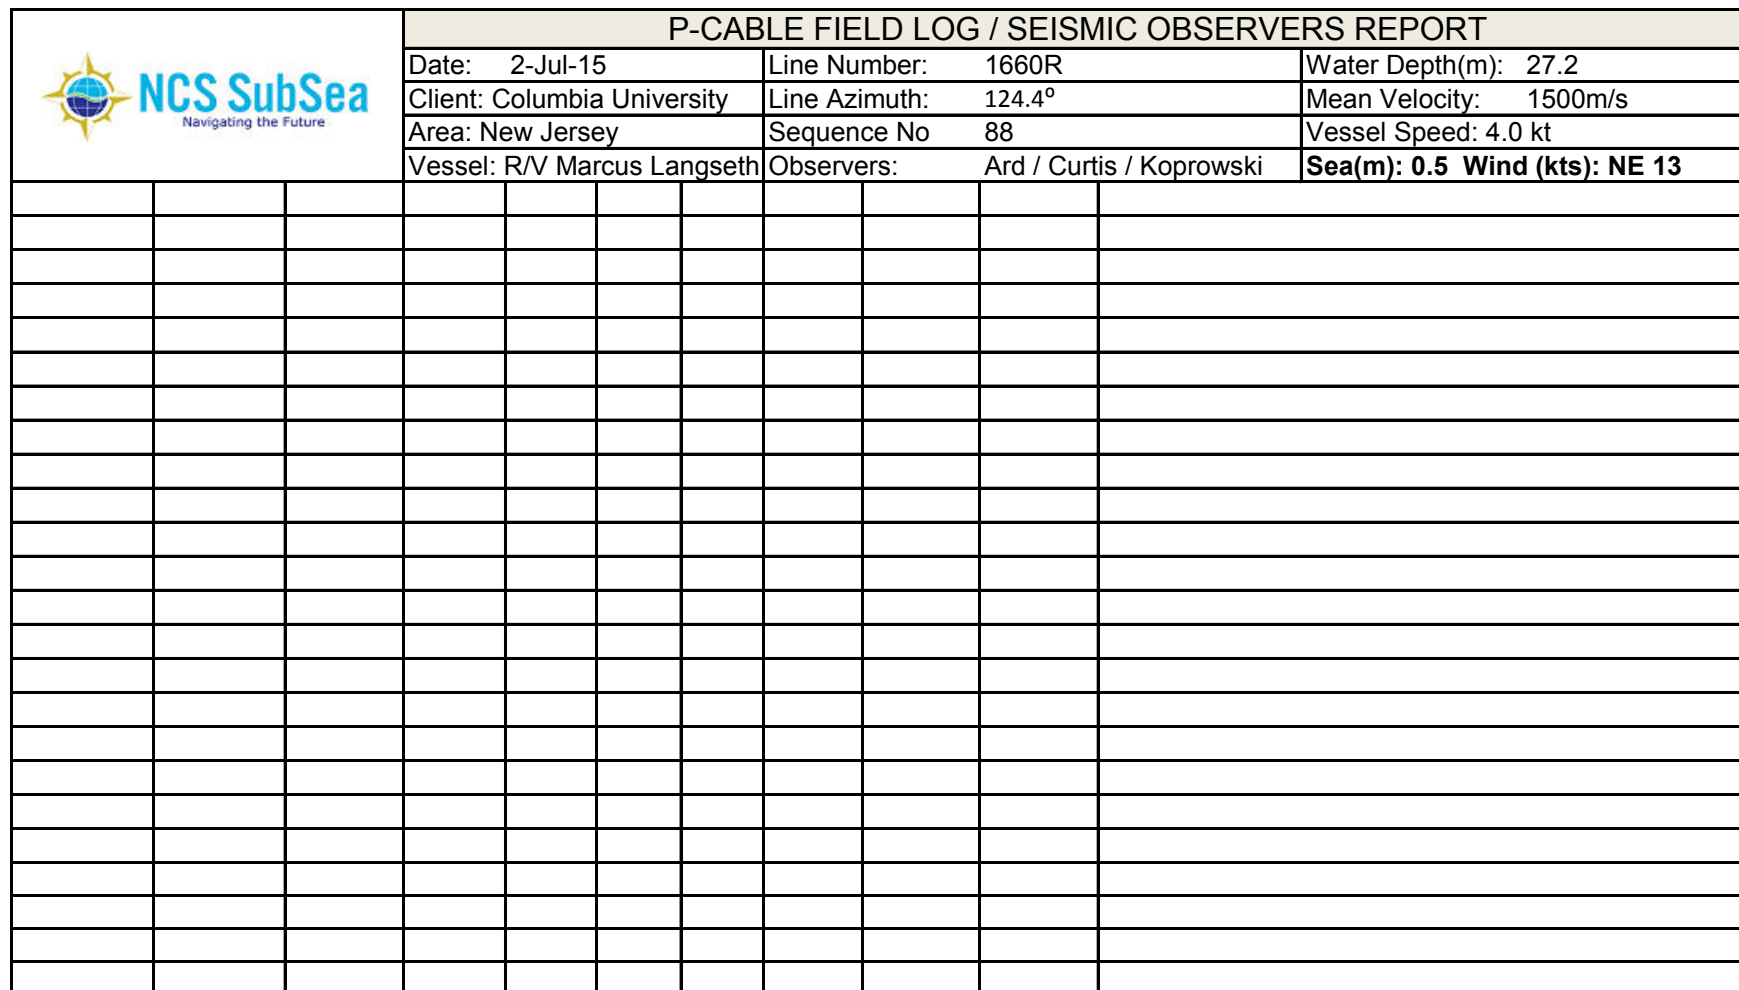 P-CABLE FIELD LOG / SEISMIC OBSERVERS REPORT
NCS SubSea
Navigating the Future
Date: 2-Jul-15 Line Number: 1660R Water Depth(m): 27.2
Client: Columbia University Line Azimuth: 124.4º Mean Velocity: 1500m/s
Area: New Jersey Sequence No 88 Vessel Speed: 4.0 kt
Vessel: R/V Marcus Langseth Observers: Ard / Curtis / Koprowski Sea(m): 0.5 Wind (kts): NE 13